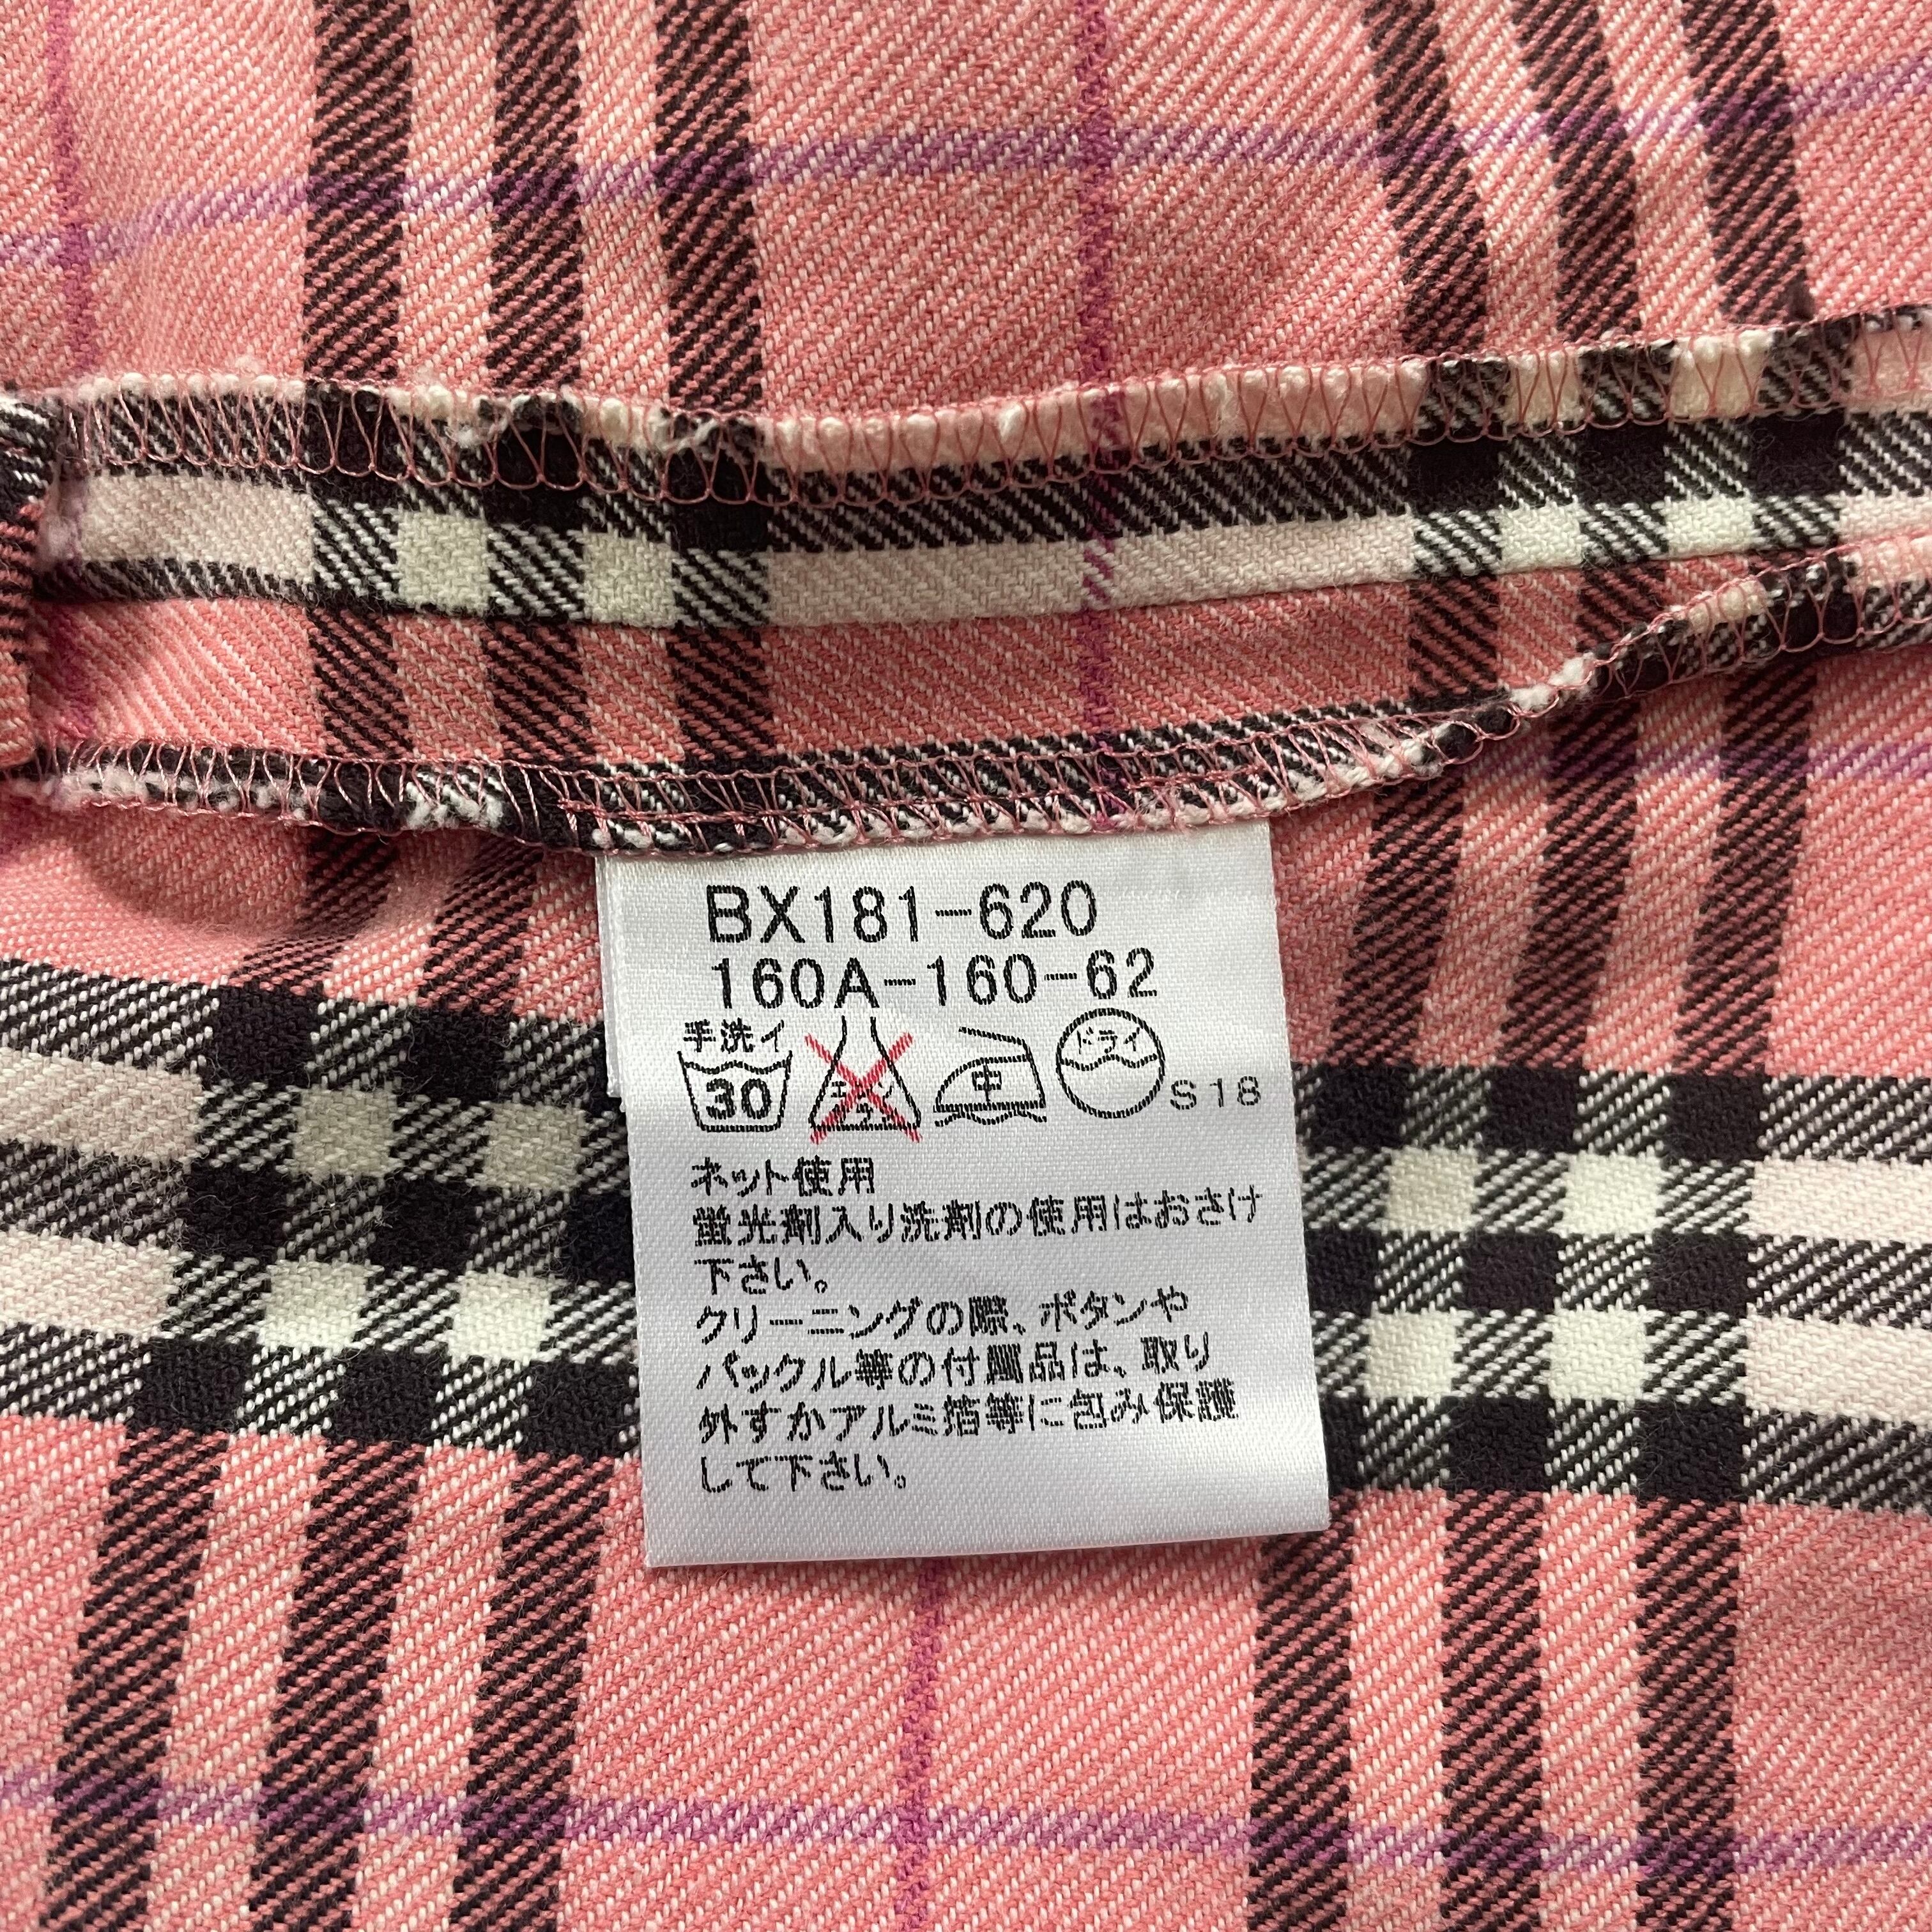 BX181-620
160A-160-62
手洗イ
30
中
ドライ
S18
ネット使用
蛍光剤入り洗剤の使用はおさけ
下さい。
クリーニングの際、ボタンや
バックル等の付属品は、取り
外すかアルミ箔等に包み保護
して下さい。